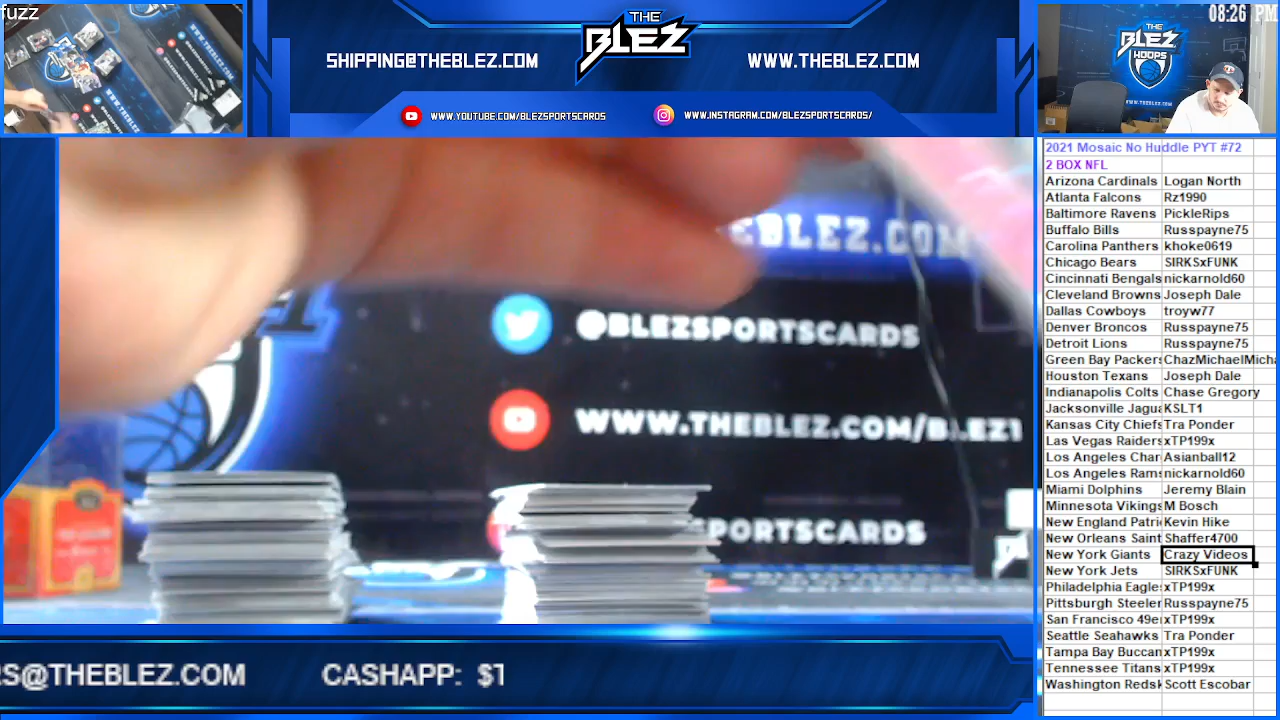 fuzz
SHIPPING@THEBLEZ.COM
THE
BLEZ
WWW.THEBLEZ.COM
WWW.YOUTUBE.COM/BLEZSPORTSCARDS
WWW.INSTAGRAM.COM/BLEZSPORTSCARDS/
08:26 PM
THE
BLEZ
HOOPS
EBLEZ.COM
@BLEZSPORTSCARDS
WWW.THEBLEZ.COM/BLEZ1
SPORTSCARDS
2021 Mosaic No Huddle PYT #72
2 BOX NFL
Arizona Cardinals Logan North
Atlanta Falcons Rz1990
Baltimore Ravens PickleRips
Buffalo Bills Russpayne75
Carolina Panthers khoke0619
Chicago Bears SIRKSxFUNK
Cincinnati Bengals nickarnold60
Cleveland Browns Joseph Dale
Dallas Cowboys troyw77
Denver Broncos Russpayne75
Detroit Lions Russpayne75
Green Bay Packers ChazMichaelMicha
Houston Texans Joseph Dale
Indianapolis Colts Chase Gregory
Jacksonville Jagua KSLT1
Kansas City Chiefs Tra Ponder
Las Vegas Raiders xTP199x
Los Angeles Char Asianball12
Los Angeles Rams nickarnold60
Miami Dolphins Jeremy Blain
Minnesota Vikings M Bosch
New England Patri Kevin Hike
New Orleans Saint Shaffer4700
New York Giants Crazy Videos
New York Jets SIRKSxFUNK
Philadelphia Eagle xTP199x
Pittsburgh Steeler Russpayne75
San Francisco 49er xTP199x
Seattle Seahawks Tra Ponder
Tampa Bay Buccan xTP199x
Tennessee Titans xTP199x
Washington Redsk Scott Escobar
RS@THEBLEZ.COM CASHAPP: $T